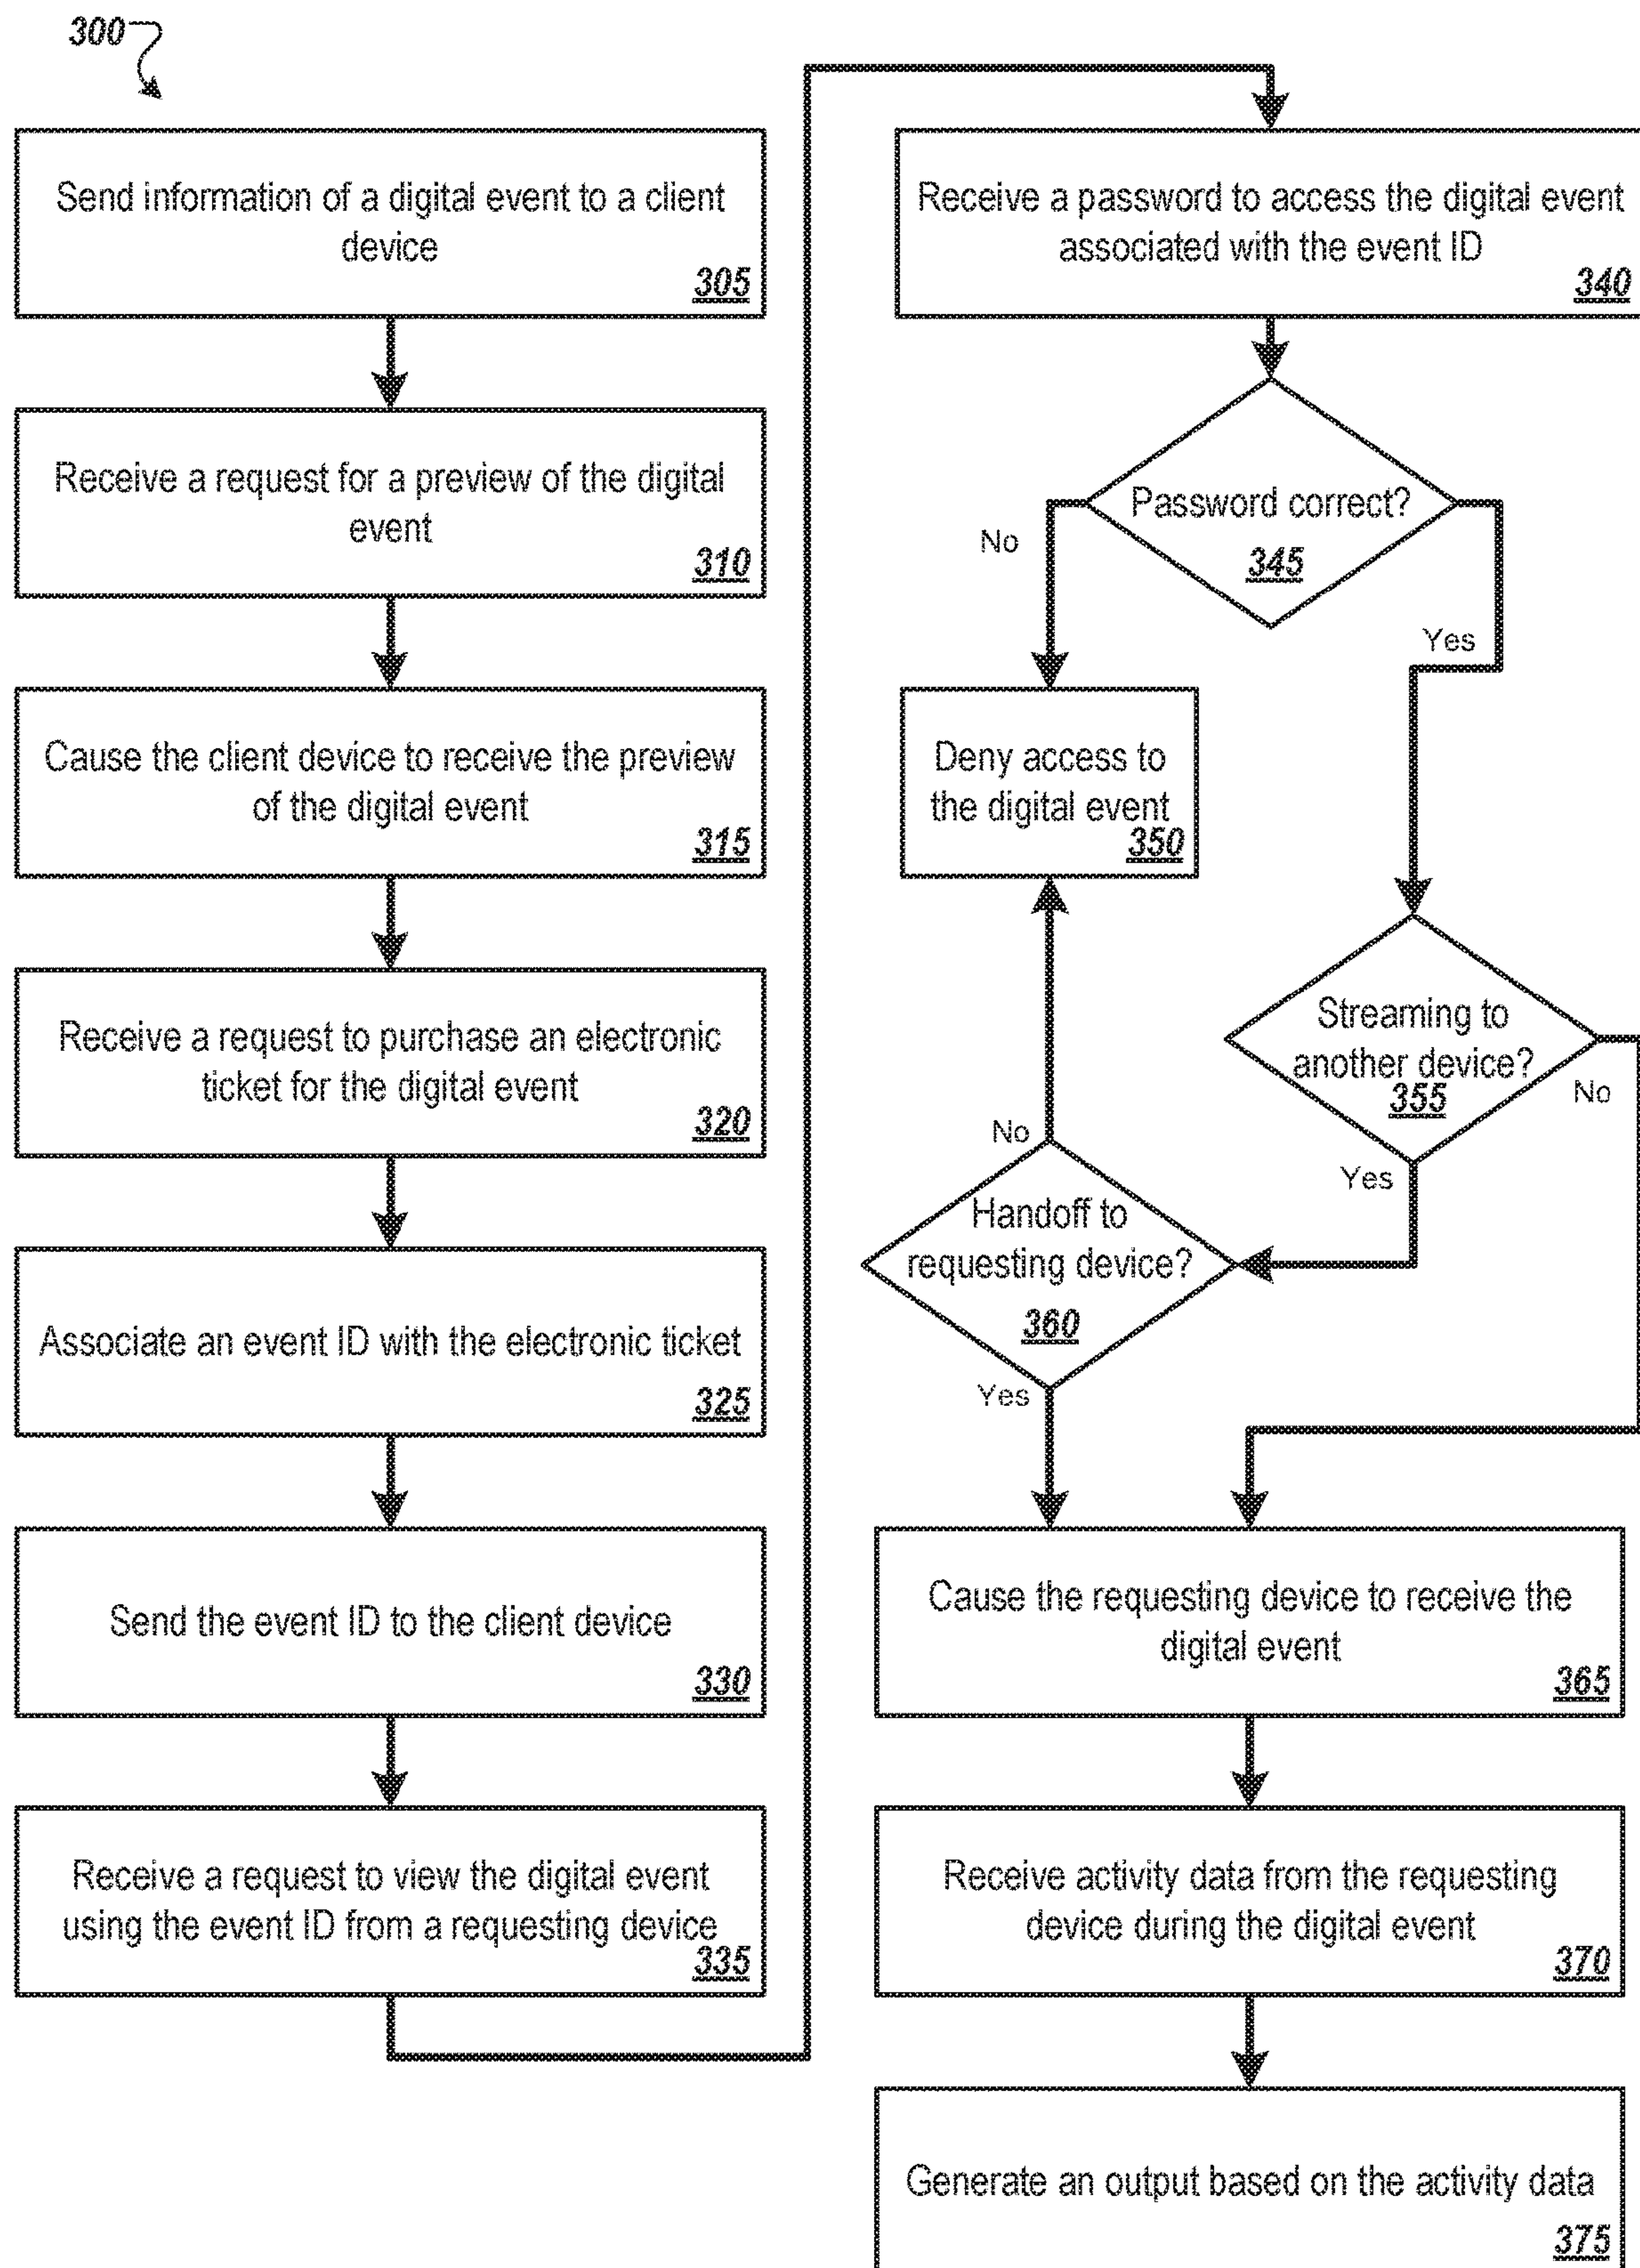 300
Send information of a digital event to a client
device
305
Receive a request for a preview of the digital
event
310
Cause the client device to receive the preview
of the digital event
315
Receive a request to purchase an electronic
ticket for the digital event
320
Associate an event ID with the electronic ticket
325
Send the event ID to the client device
330
Receive a request to view the digital event
using the event ID from a requesting device
335
Receive a password to access the digital event
associated with the event ID
340
Password correct?
345
No
Yes
Deny access to
the digital event
350
Streaming to
another device?
355
No
Yes
No
Handoff to
requesting device?
360
Yes
Cause the requesting device to receive the
digital event
365
Receive activity data from the requesting
device during the digital event
370
Generate an output based on the activity data
375